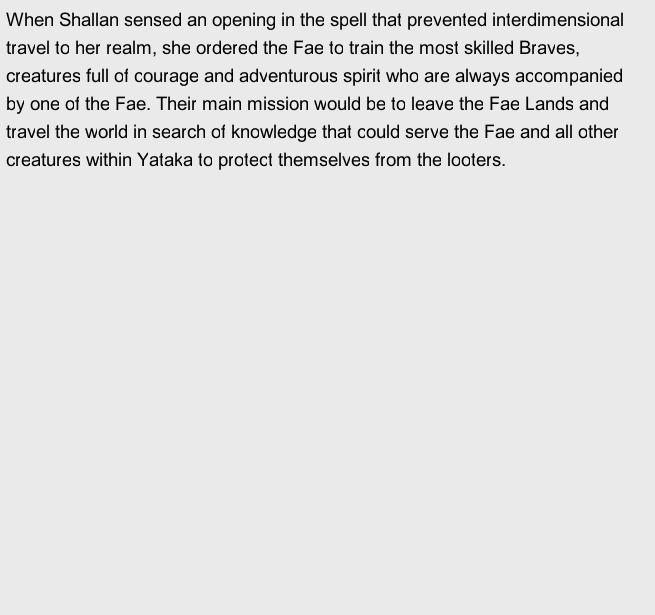 When Shallan sensed an opening in the spell that prevented interdimensional
travel to her realm, she ordered the Fae to train the most skilled Braves,
creatures full of courage and adventurous spirit who are always accompanied
by one of the Fae. Their main mission would be to leave the Fae Lands and
travel the world in search of knowledge that could serve the Fae and all other
creatures within Yataka to protect themselves from the looters.